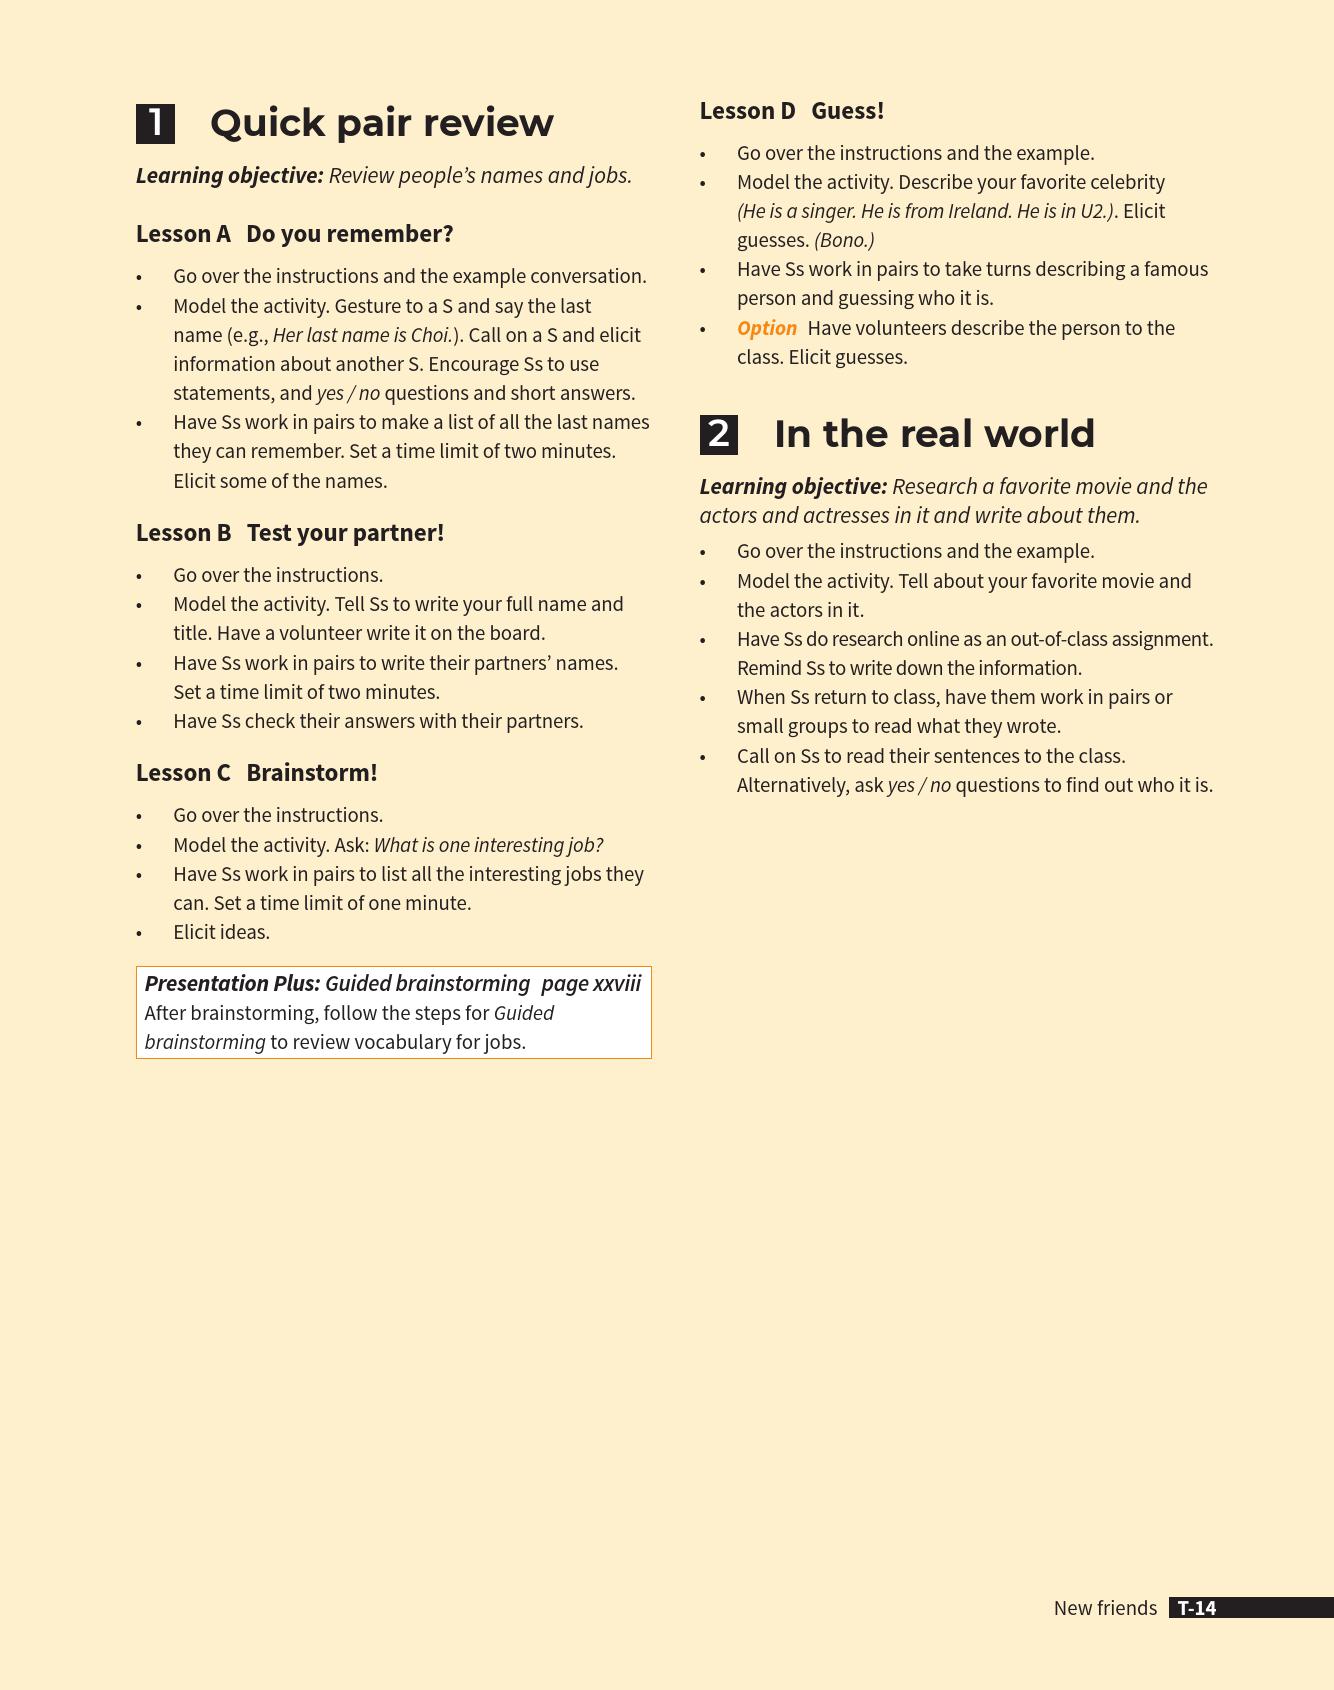 1 Quick pair review
Learning objective: Review people’s names and jobs.
Lesson A Do you remember?
• Go over the instructions and the example conversation.
• Model the activity. Gesture to a S and say the last
name (e.g., Her last name is Choi.). Call on a S and elicit
information about another S. Encourage Ss to use
statements, and yes / no questions and short answers.
• Have Ss work in pairs to make a list of all the last names
they can remember. Set a time limit of two minutes.
Elicit some of the names.
Lesson B Test your partner!
• Go over the instructions.
• Model the activity. Tell Ss to write your full name and
title. Have a volunteer write it on the board.
• Have Ss work in pairs to write their partners’ names.
Set a time limit of two minutes.
• Have Ss check their answers with their partners.
Lesson C Brainstorm!
• Go over the instructions.
• Model the activity. Ask: What is one interesting job?
• Have Ss work in pairs to list all the interesting jobs they
can. Set a time limit of one minute.
• Elicit ideas.
Presentation Plus: Guided brainstorming page xxviii
After brainstorming, follow the steps for Guided
brainstorming to review vocabulary for jobs.
Lesson D Guess!
• Go over the instructions and the example.
• Model the activity. Describe your favorite celebrity
(He is a singer. He is from Ireland. He is in U2.). Elicit
guesses. (Bono.)
• Have Ss work in pairs to take turns describing a famous
person and guessing who it is.
• Option Have volunteers describe the person to the
class. Elicit guesses.
2 In the real world
Learning objective: Research a favorite movie and the
actors and actresses in it and write about them.
• Go over the instructions and the example.
• Model the activity. Tell about your favorite movie and
the actors in it.
• Have Ss do research online as an out-of-class assignment.
Remind Ss to write down the information.
• When Ss return to class, have them work in pairs or
small groups to read what they wrote.
• Call on Ss to read their sentences to the class.
Alternatively, ask yes / no questions to find out who it is.
New friends T-14